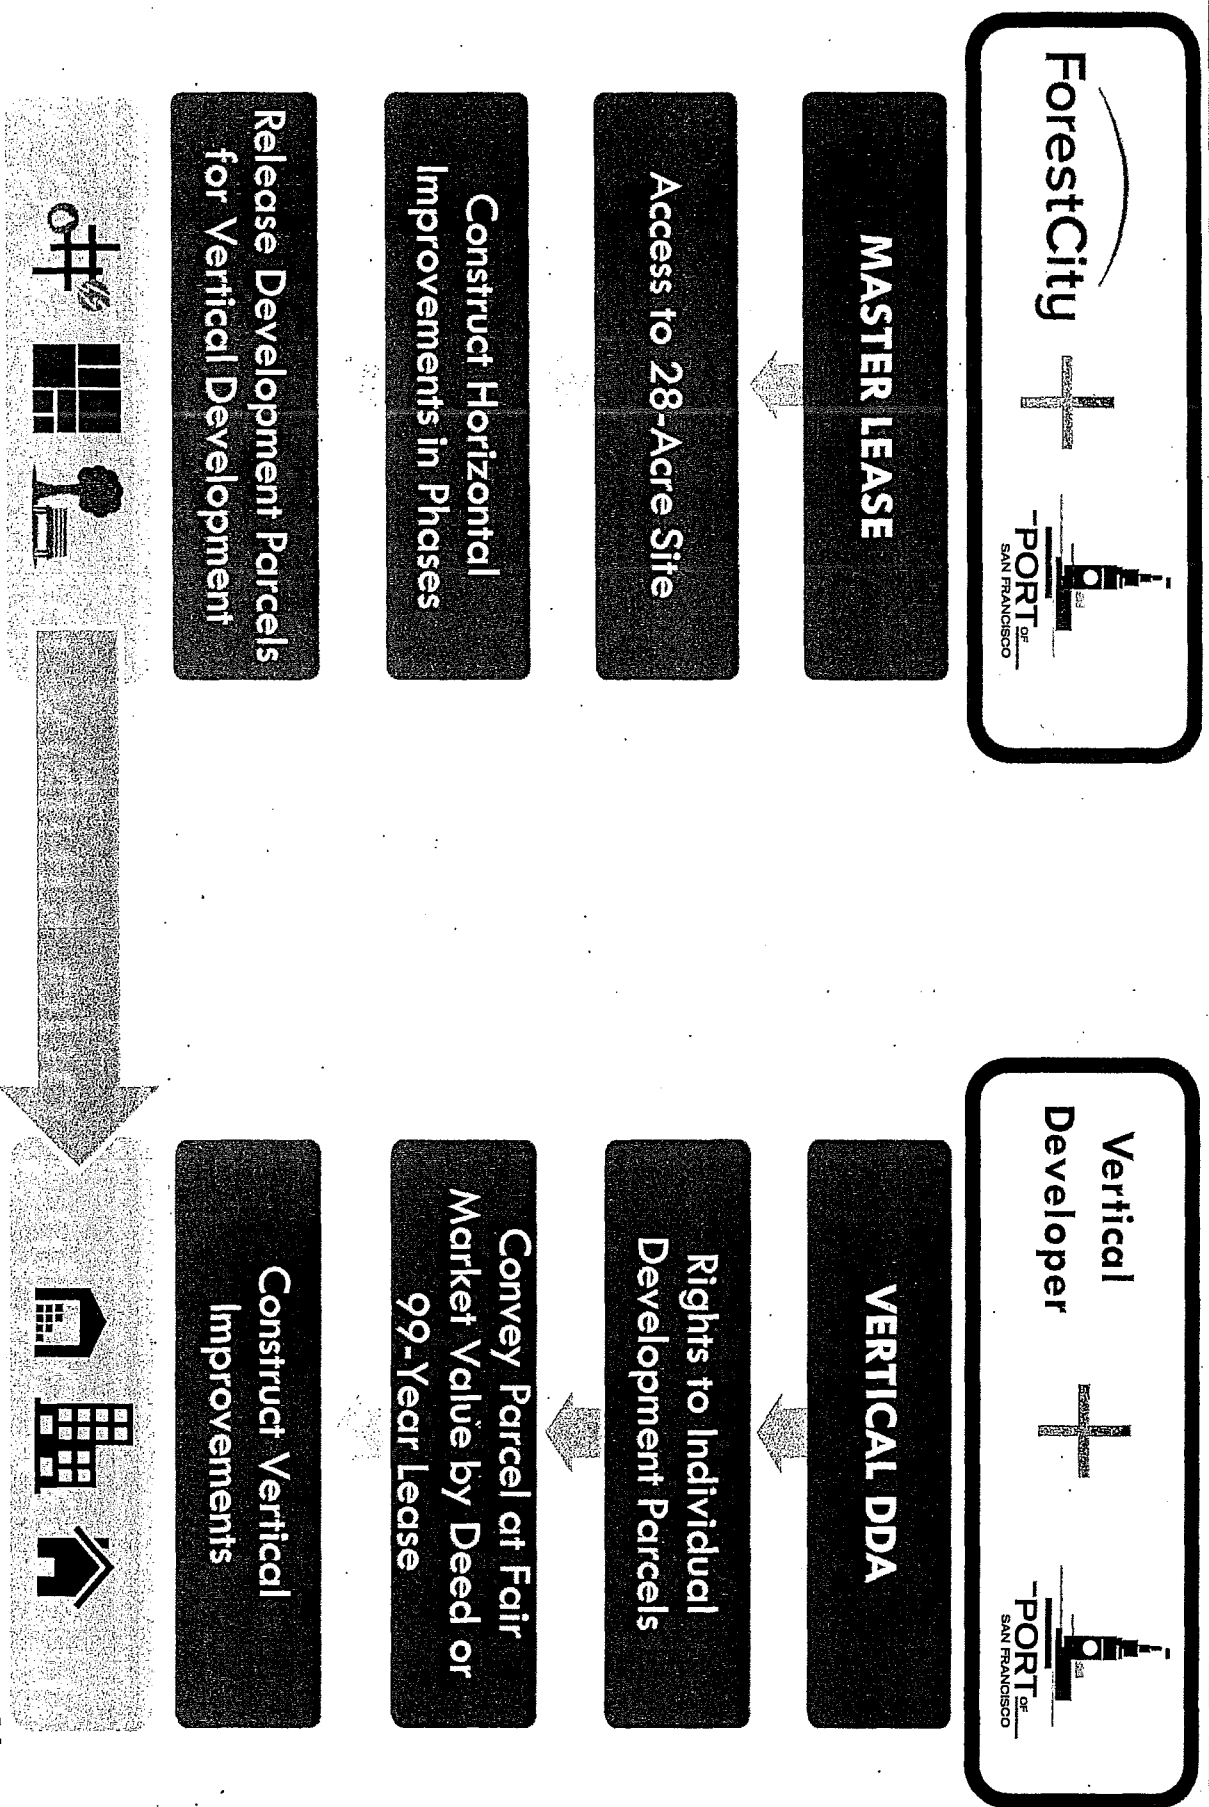 ForestCity
PORT OF
SAN FRANCISCO
MASTER LEASE
Access to 28-Acre Site
Construct Horizontal
Improvements in Phases
Release Development Parcels
for Vertical Development
Vertical
Developer
PORT OF
SAN FRANCISCO
VERTICAL DDA
Rights to Individual
Development Parcels
Convey Parcel at Fair
Market Value by Deed or
99-Year Lease
Construct Vertical
Improvements